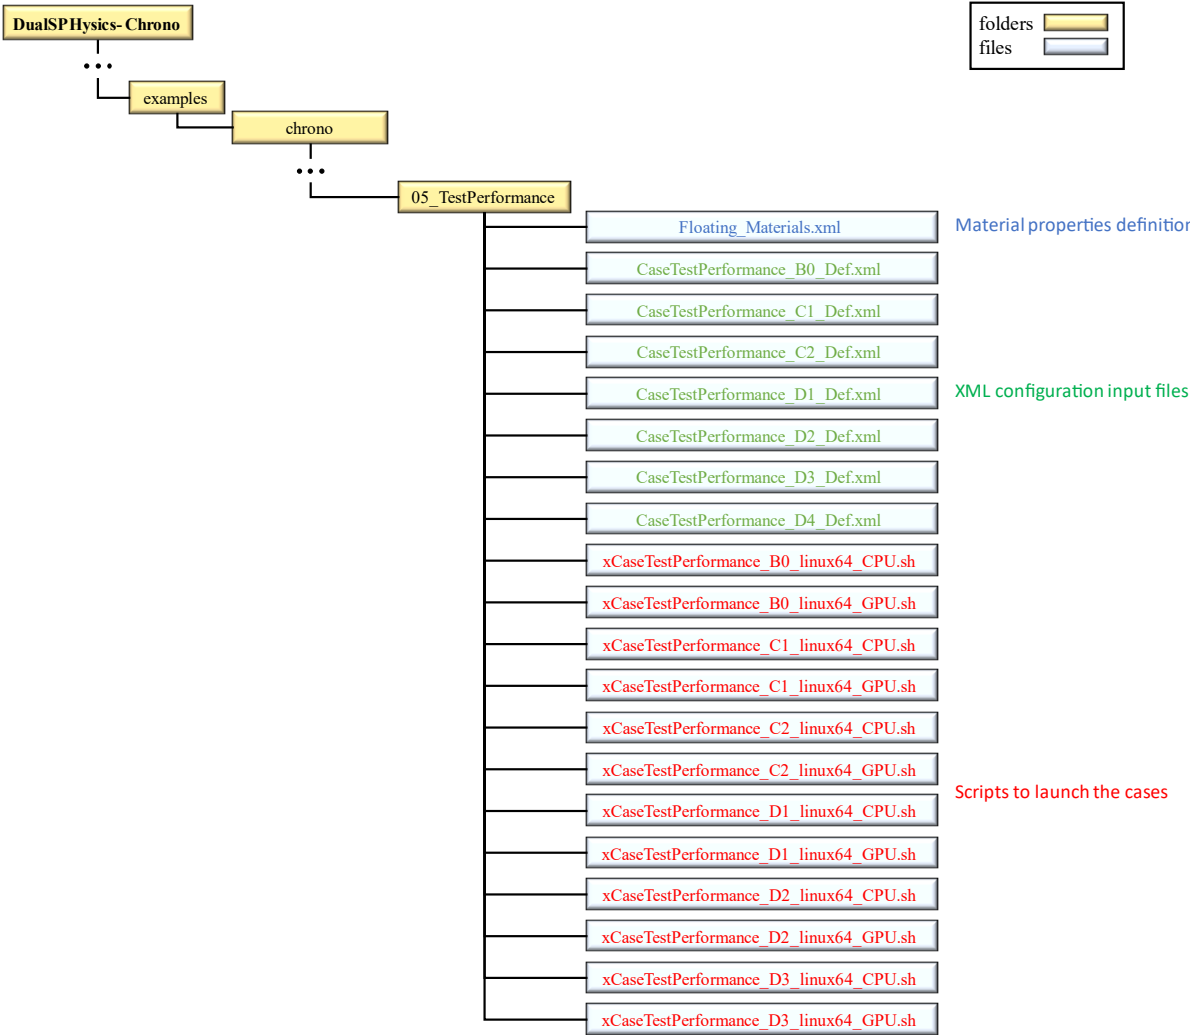 DualSPHysics-Chrono
folders
files
examples
chrono
05_TestPerformance
Floating_Materials.xml
Material properties definition
CaseTestPerformance_B0_Def.xml
CaseTestPerformance_C1_Def.xml
CaseTestPerformance_C2_Def.xml
CaseTestPerformance_D1_Def.xml
XML configuration input files
CaseTestPerformance_D2_Def.xml
CaseTestPerformance_D3_Def.xml
CaseTestPerformance_D4_Def.xml
xCaseTestPerformance_B0_linux64_CPU.sh
xCaseTestPerformance_B0_linux64_GPU.sh
xCaseTestPerformance_C1_linux64_CPU.sh
xCaseTestPerformance_C1_linux64_GPU.sh
xCaseTestPerformance_C2_linux64_CPU.sh
xCaseTestPerformance_C2_linux64_GPU.sh
Scripts to launch the cases
xCaseTestPerformance_D1_linux64_CPU.sh
xCaseTestPerformance_D1_linux64_GPU.sh
xCaseTestPerformance_D2_linux64_CPU.sh
xCaseTestPerformance_D2_linux64_GPU.sh
xCaseTestPerformance_D3_linux64_CPU.sh
xCaseTestPerformance_D3_linux64_GPU.sh